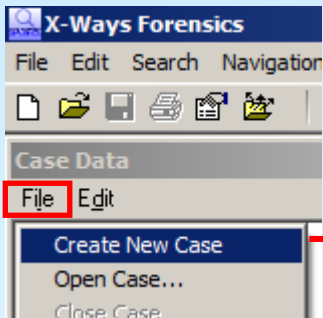 X-Ways Forensics
File Edit Search Navigation
Case Data
File Edit
Create New Case
Open Case...
Close Case